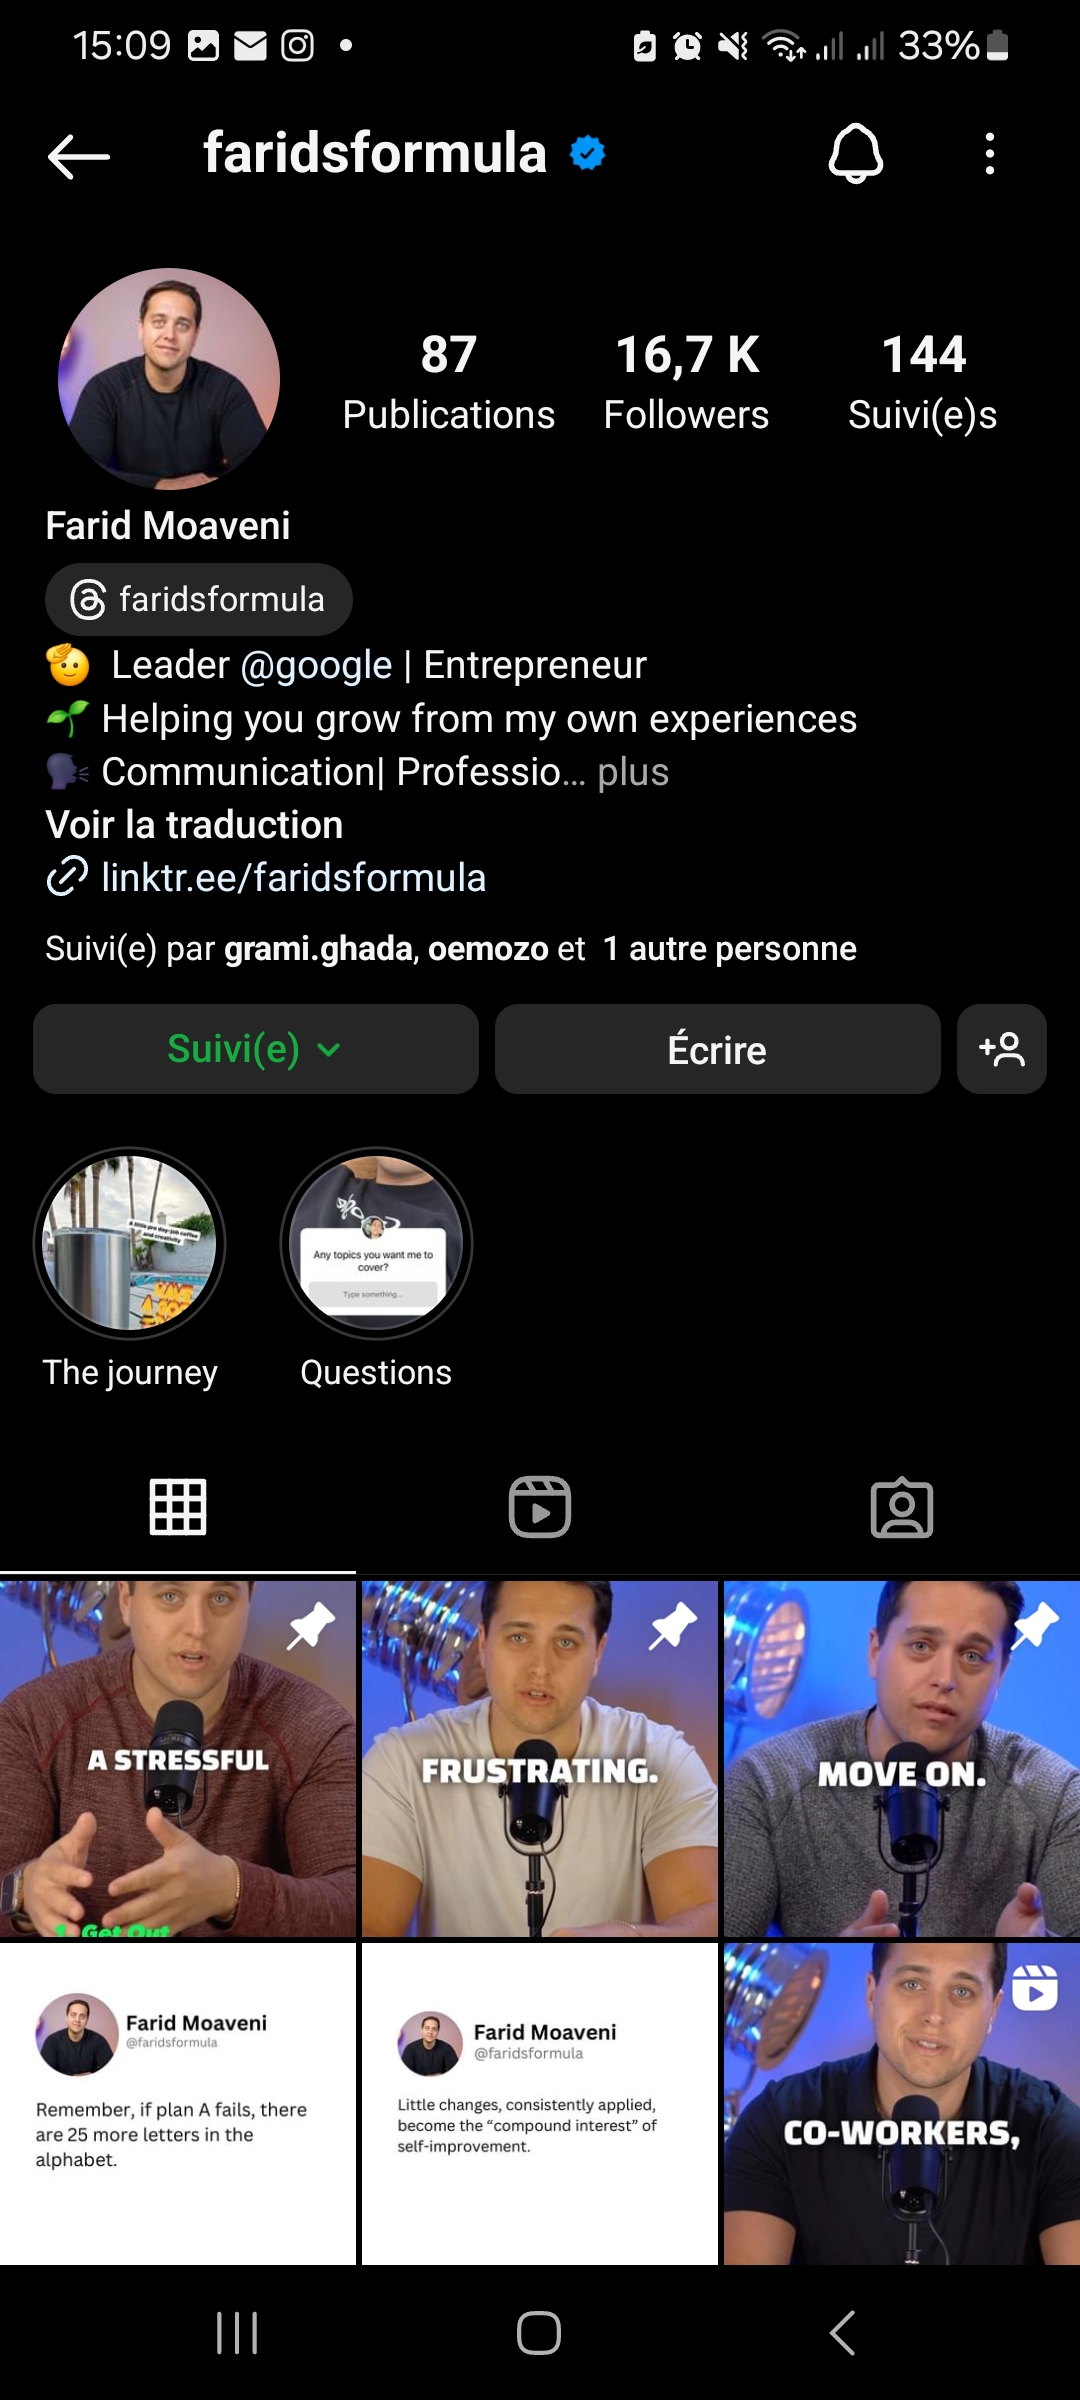 15:09
33%
faridsformula
87
16,7 K
144
Publications
Followers
Suivi(e)s
Farid Moaveni
faridsformula
Leader @google | Entrepreneur
Helping you grow from my own experiences
Communication| Professio... plus
Voir la traduction
linktr.ee/faridsformula
Suivi(e) par grami.ghada, oemozo et 1 autre personne
Suivi(e)
Écrire
A little pre day-job coffee
and creativity
HAVE
A
Any topics you want me to
cover?
Type something...
The journey
Questions
A STRESSFUL
1. Get Out
FRUSTRATING.
MOVE ON.
Farid Moaveni
@faridsformula
Remember, if plan A fails, there
are 25 more letters in the
alphabet.
Farid Moaveni
@faridsformula
Little changes, consistently applied,
become the “compound interest” of
self-improvement.
CO-WORKERS,